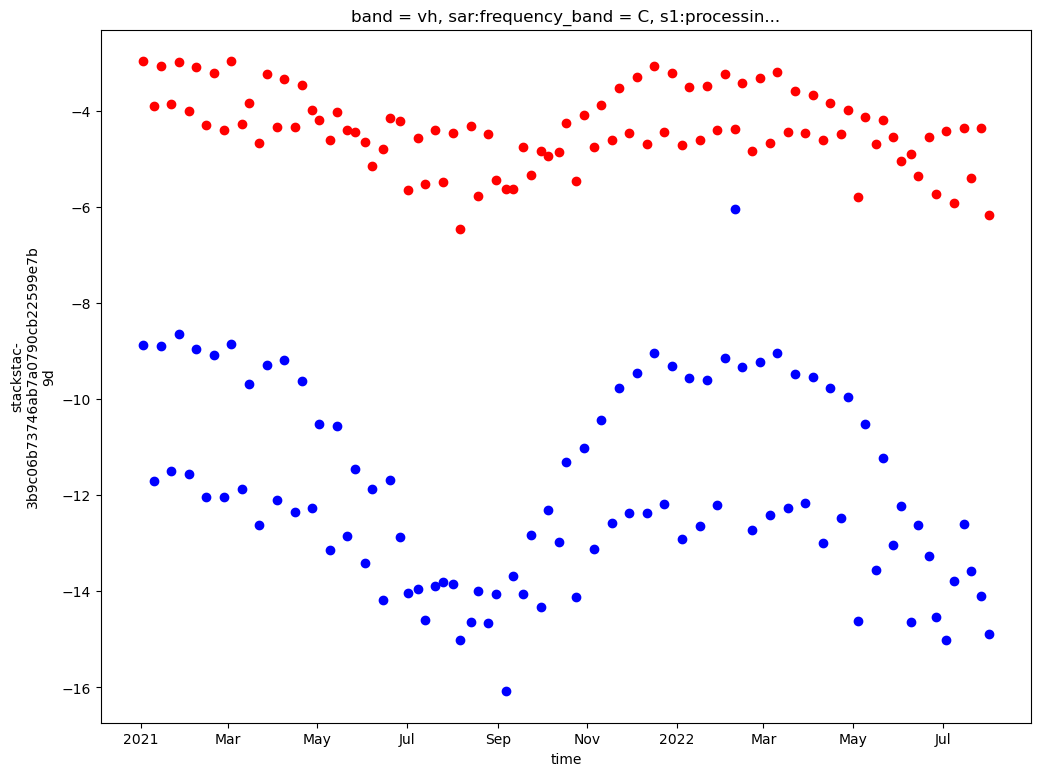 band = vh, sar:frequency_band = C, s1:processin...
stackstac-
3b9c06b73746ab7a0790cb22599e7b
9d
−4
−6
−8
−10
−12
−14
−16
2021
Mar
May
Jul
Sep
Nov
2022
Mar
May
Jul
time